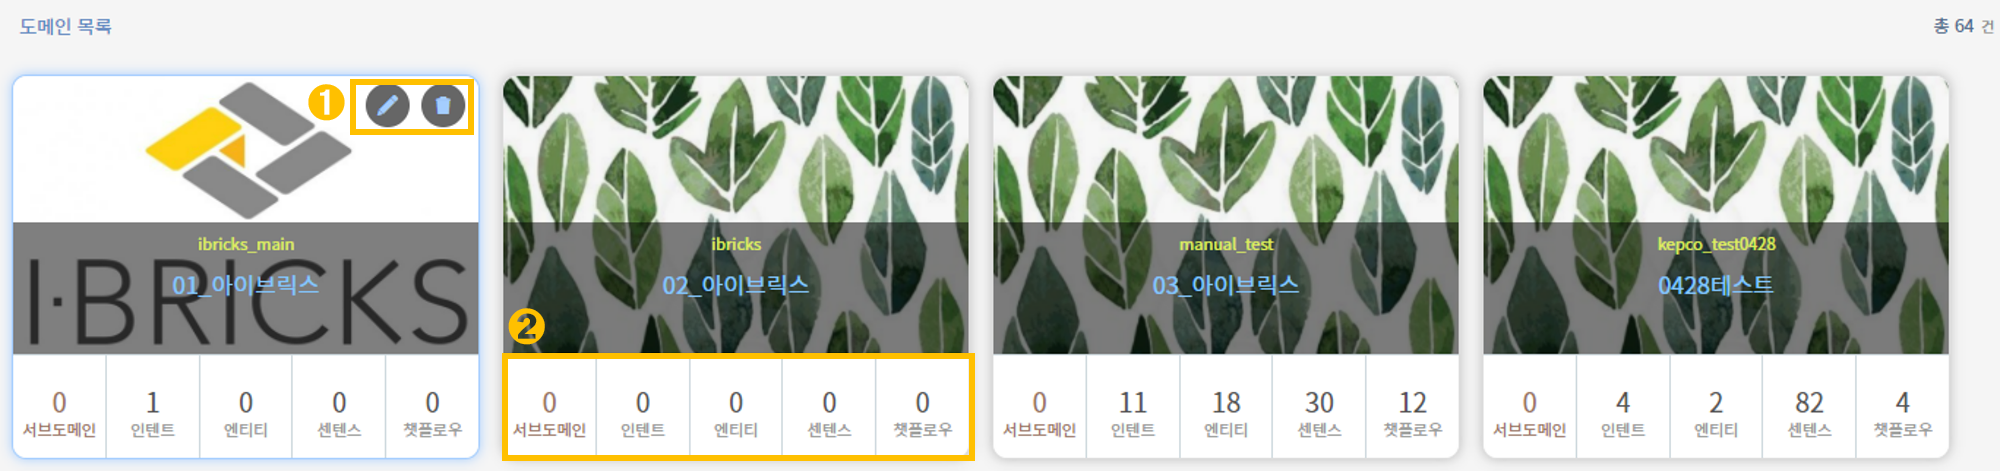 도메인 목록
총 64 건
1
ibricks_main
01_아이브릭스
I·BRICKS
0 1 0 0 0
서브도메인 인텐트 엔티티 센텐스 챗플로우
ibricks
02_아이브릭스
2
0 0 0 0 0
서브도메인 인텐트 엔티티 센텐스 챗플로우
manual_test
03_아이브릭스
0 11 18 30 12
서브도메인 인텐트 엔티티 센텐스 챗플로우
kepco_test0428
0428테스트
0 4 2 82 4
서브도메인 인텐트 엔티티 센텐스 챗플로우